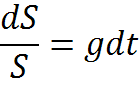 dS/S = gdt